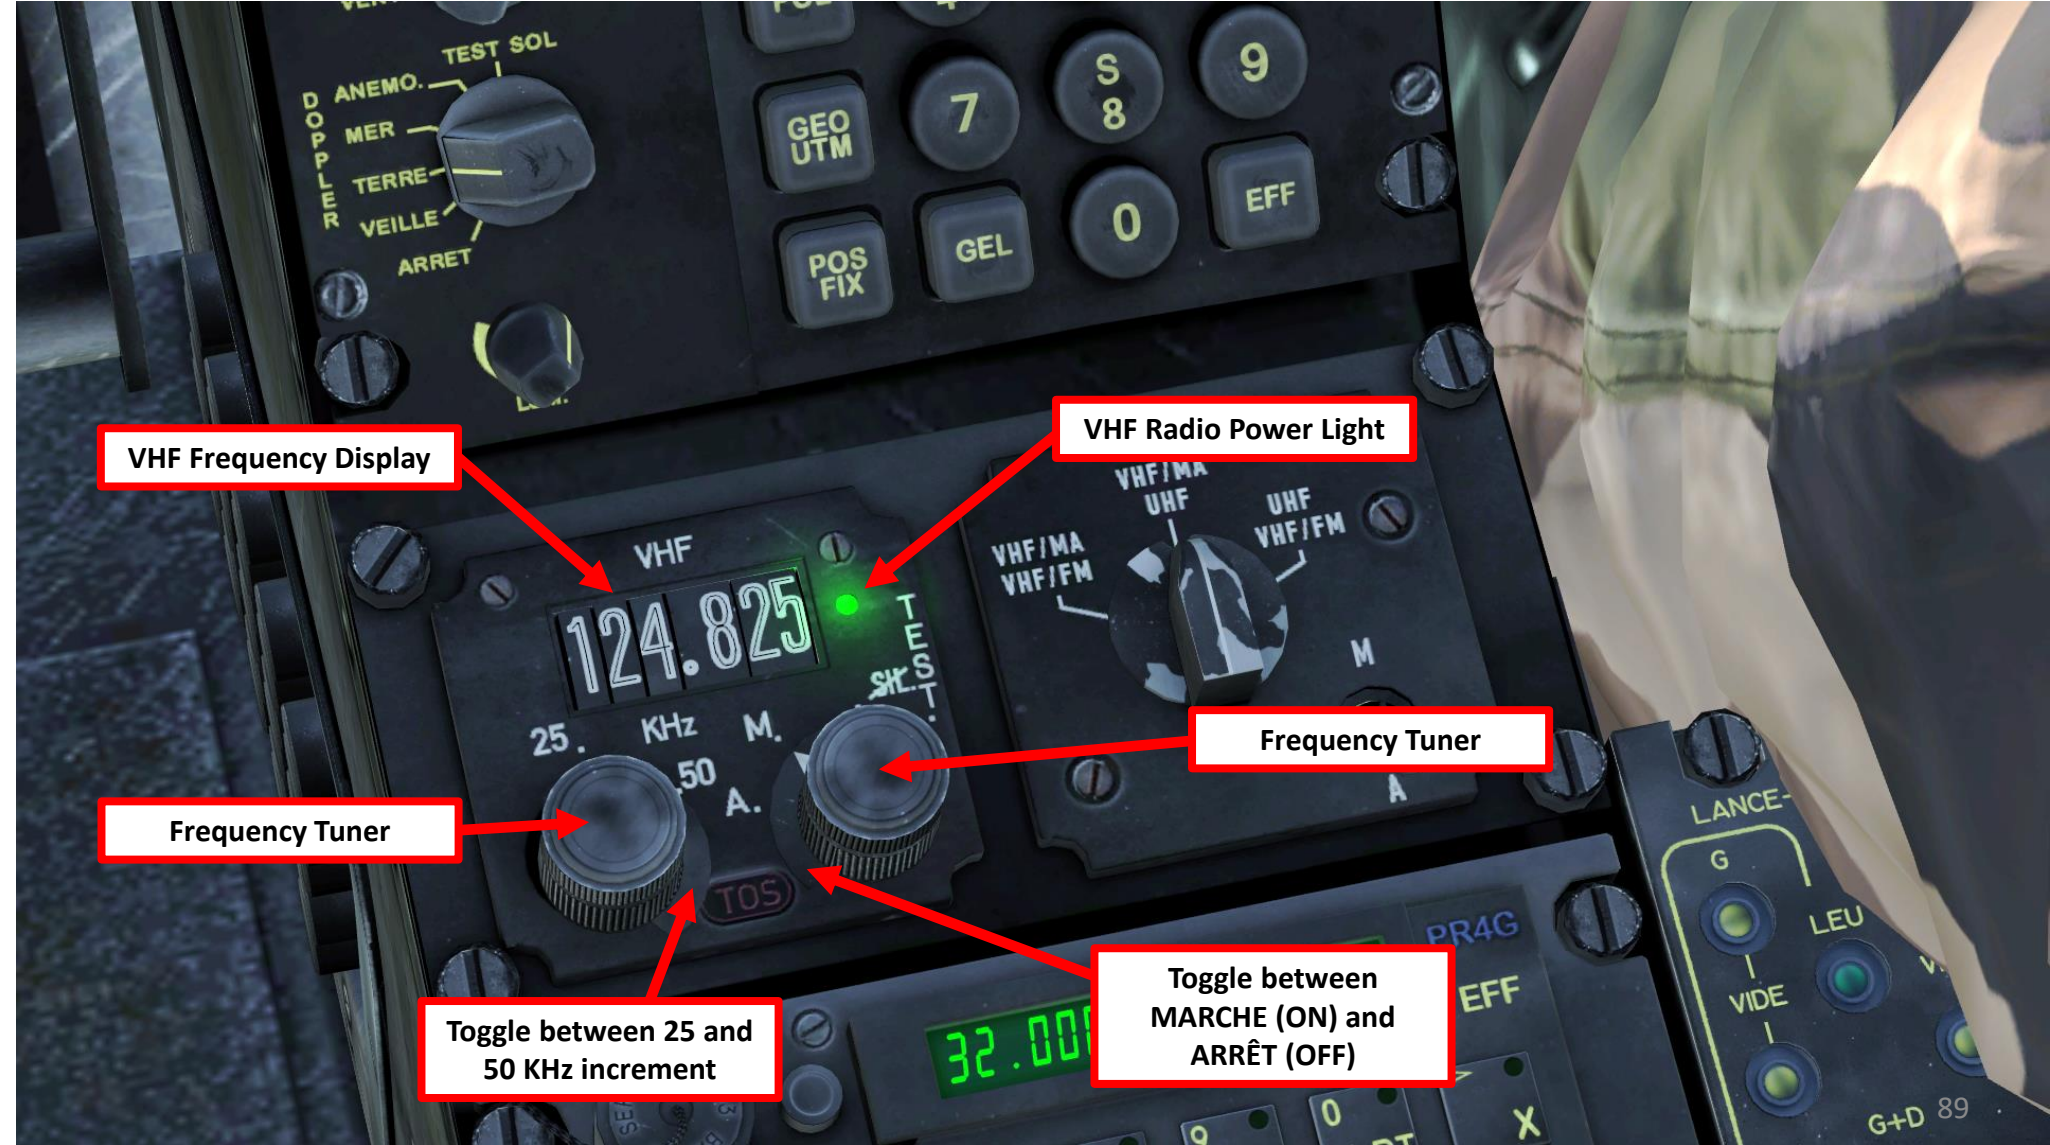 TEST SOL
ANEMO.
MER
TERRE
VEILLE
ARRET
DOPPLER
GEO
UTM
7
S
8
9
POS
FIX
GEL
0
EFF
VHF Frequency Display
VHF Radio Power Light
VHF
124.825
TEST.
SIL.
25.
KHz
M.
.50
A.
TOS
VHF/MA
VHF/FM
VHF/MA
UHF
UHF
VHF/FM
M
A
Frequency Tuner
Frequency Tuner
Toggle between 25 and
50 KHz increment
Toggle between
MARCHE (ON) and
ARRÊT (OFF)
PR4G
EFF
9
0
X
LANCE-
G
LEU
VIDE
G+D
89